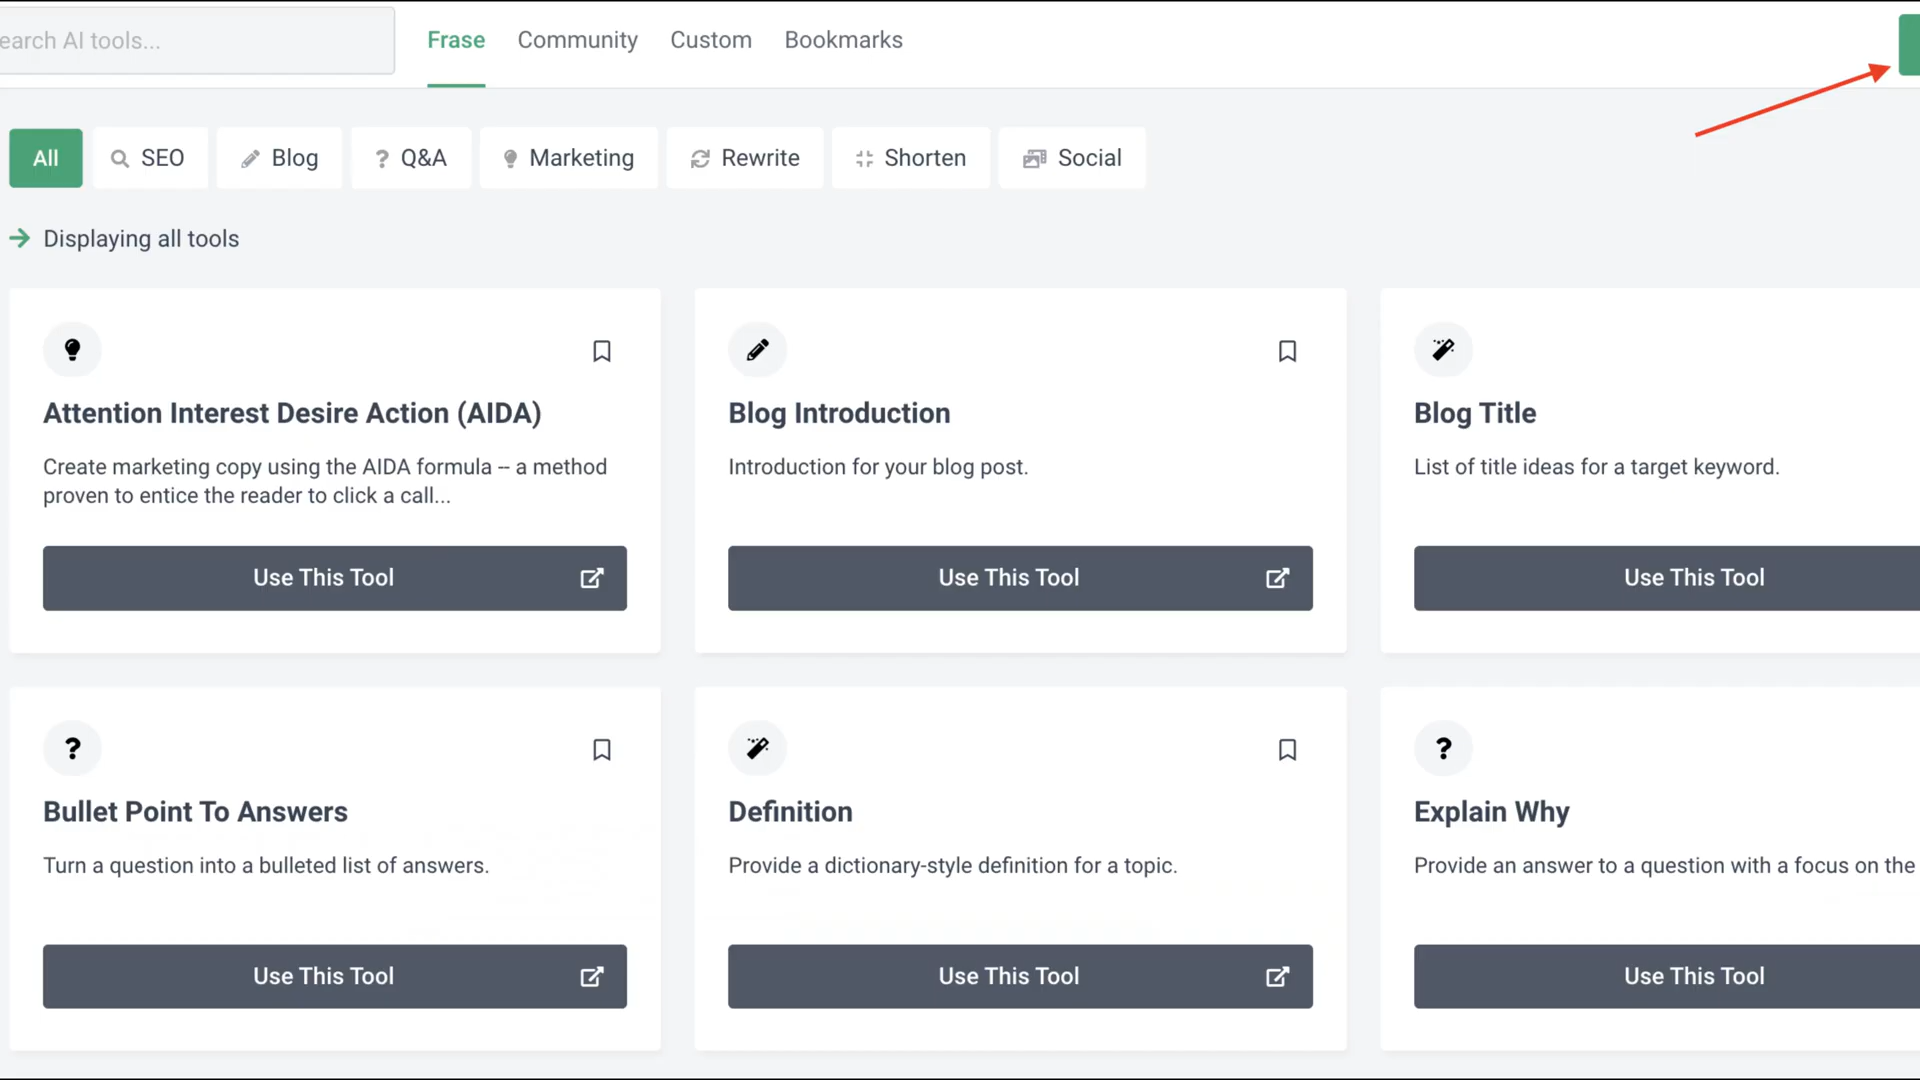 earch AI tools...
Frase
Community
Custom
Bookmarks
All
SEO
Blog
Q&A
Marketing
Rewrite
Shorten
Social
Displaying all tools
Attention Interest Desire Action (AIDA)
Create marketing copy using the AIDA formula -- a method
proven to entice the reader to click a call...
Use This Tool
Blog Introduction
Introduction for your blog post.
Use This Tool
Blog Title
List of title ideas for a target keyword.
Use This Tool
Bullet Point To Answers
Turn a question into a bulleted list of answers.
Use This Tool
Definition
Provide a dictionary-style definition for a topic.
Use This Tool
Explain Why
Provide an answer to a question with a focus on the
Use This Tool